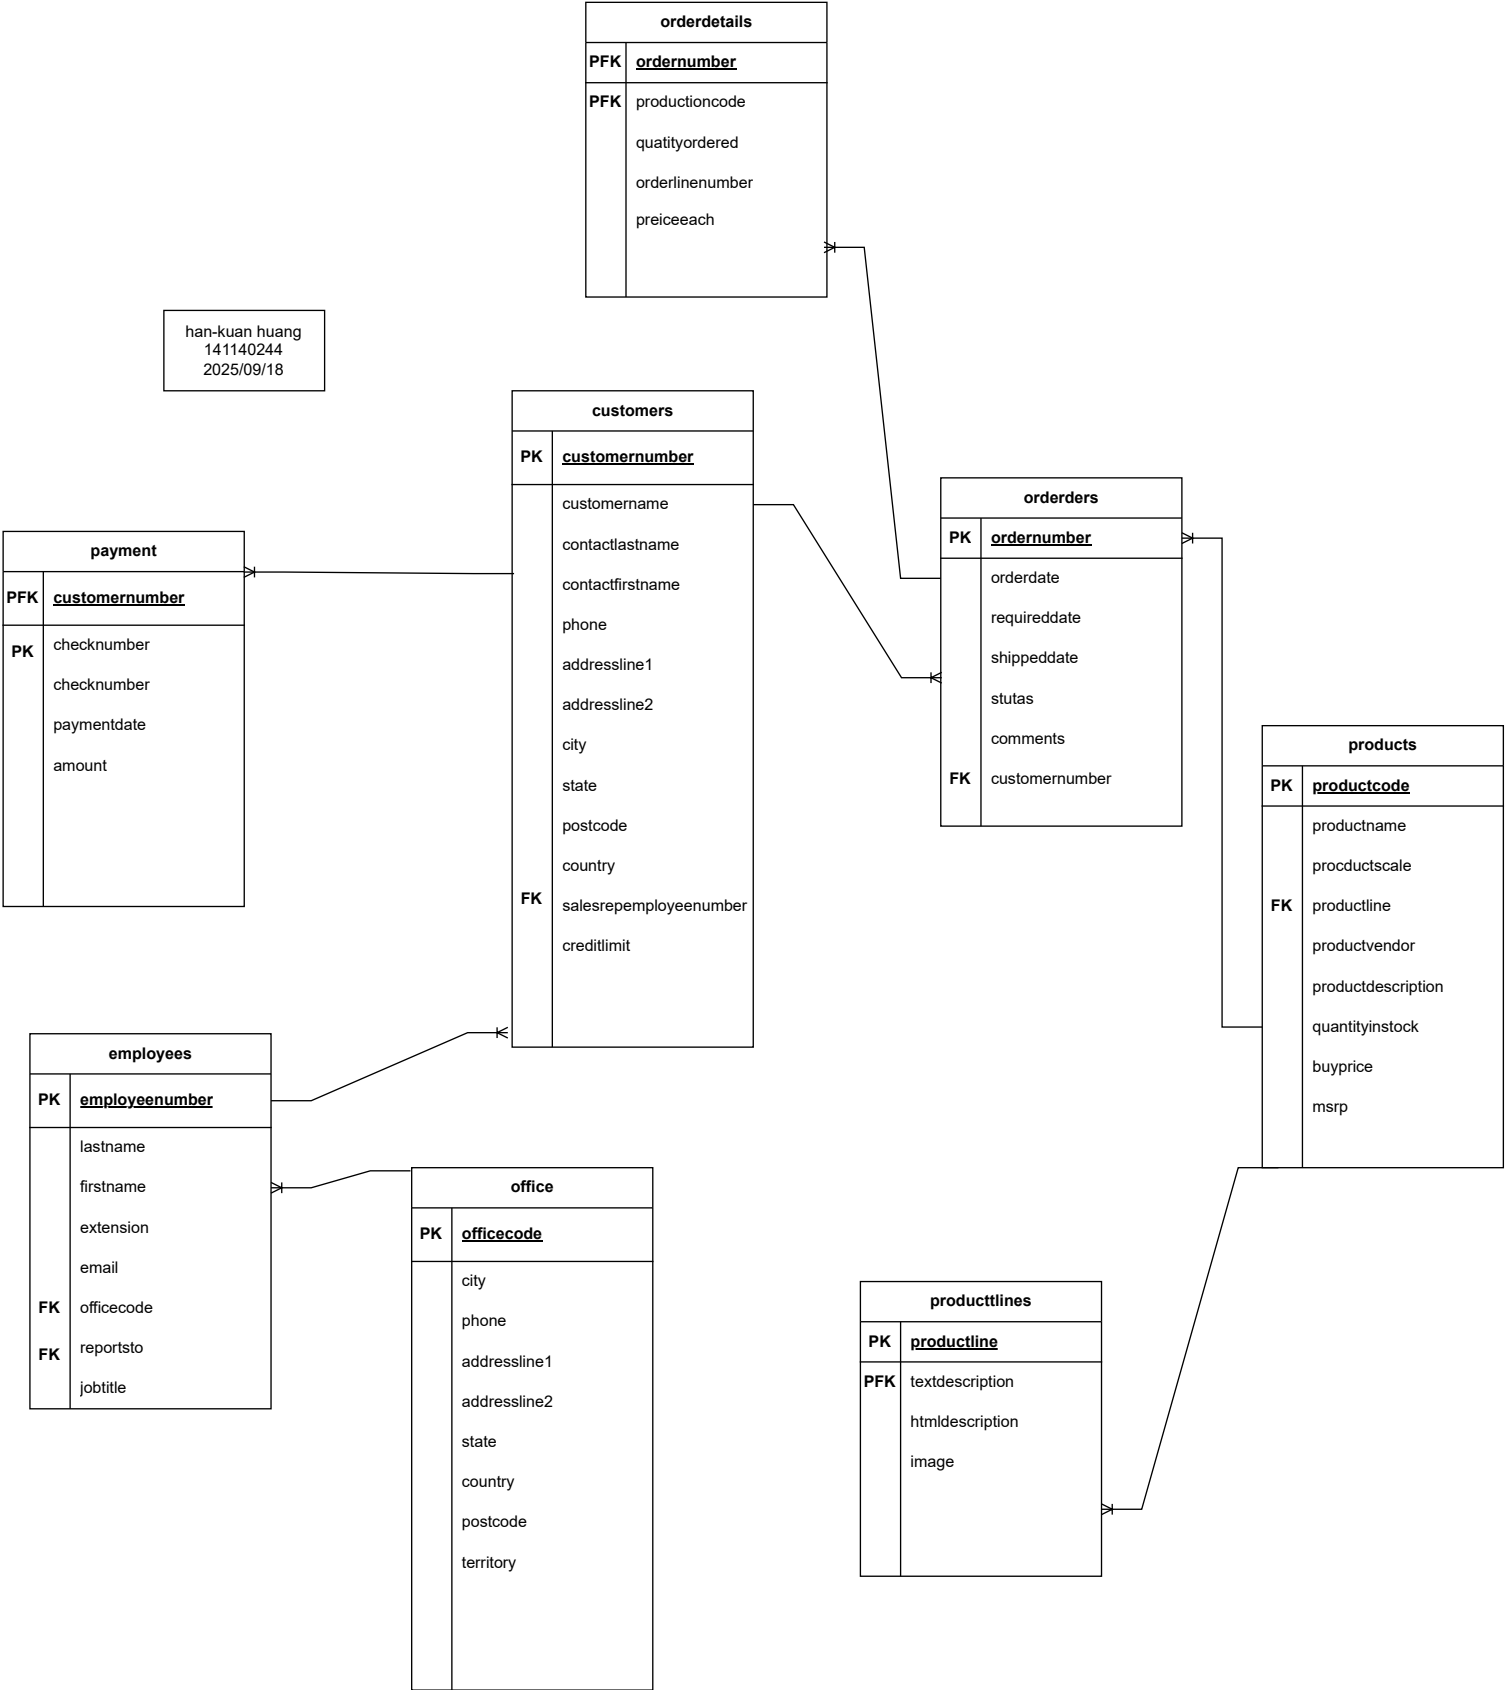 orderdetails
PFK ordernumber
PFK productioncode
quatityordered
orderlinenumber
preiceeach
han-kuan huang
141140244
2025/09/18
customers
PK customernumber
customername
contactlastname
contactfirstname
phone
addressline1
addressline2
city
state
postcode
country
FK salesrepemployeenumber
creditlimit
orderders
PK ordernumber
orderdate
requireddate
shippeddate
stutas
comments
FK customernumber
payment
PFK customernumber
PK checknumber
checknumber
paymentdate
amount
products
PK productcode
productname
procductscale
FK productline
productvendor
productdescription
quantityinstock
buyprice
msrp
employees
PK employeenumber
lastname
firstname
extension
email
FK officecode
FK reportsto
jobtitle
office
PK officecode
city
phone
addressline1
addressline2
state
country
postcode
territory
producttlines
PK productline
PFK textdescription
htmldescription
image